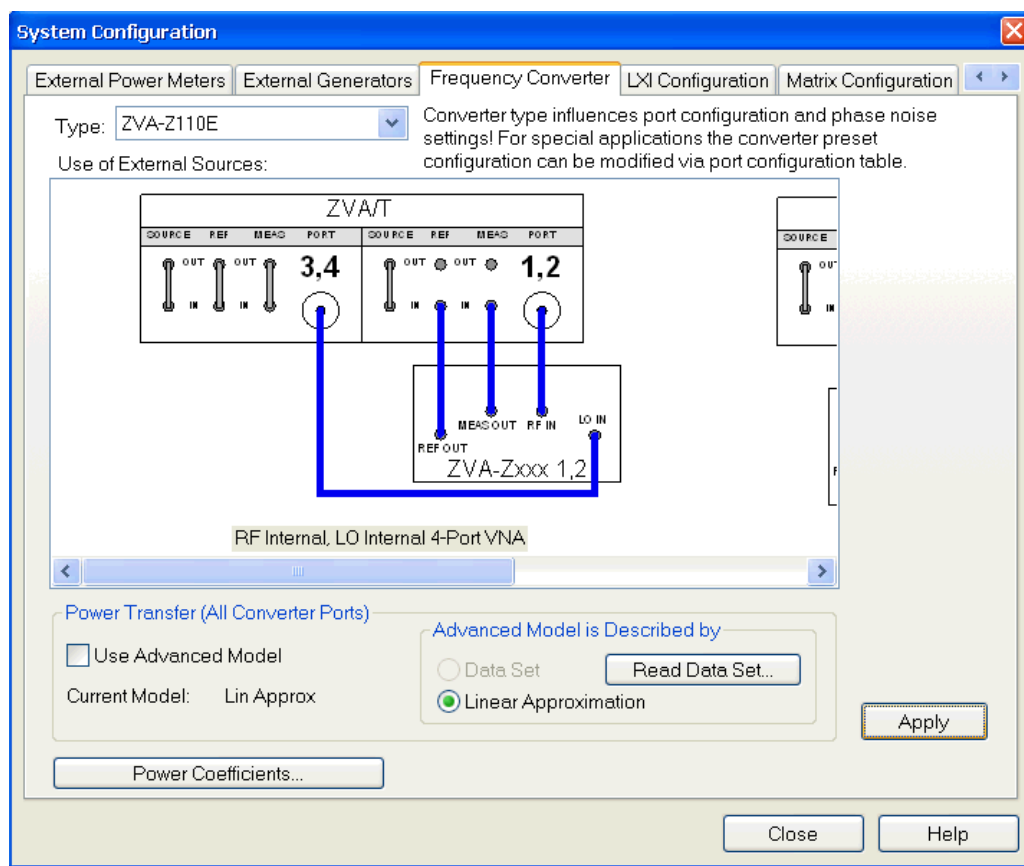 System Configuration
External Power Meters External Generators Frequency Converter LXI Configuration Matrix Configuration
Type: ZVA-Z110E
Converter type influences port configuration and phase noise
settings! For special applications the converter preset
configuration can be modified via port configuration table.
Use of External Sources:
ZVA/T
SOURCE REF MEAS PORT SOURCE REF MEAS PORT SOURCE
OUT OUT 3,4 OUT OUT 1,2 OU
IN IN IN IN IN
MEAS OUT RF IN LO IN
REF OUT
ZVA-Zxxx 1,2
RF Internal, LO Internal 4-Port VNA
Power Transfer (All Converter Ports)
Use Advanced Model
Current Model: Lin Approx
Advanced Model is Described by
Data Set Read Data Set...
Linear Approximation
Apply
Power Coefficients...
Close Help